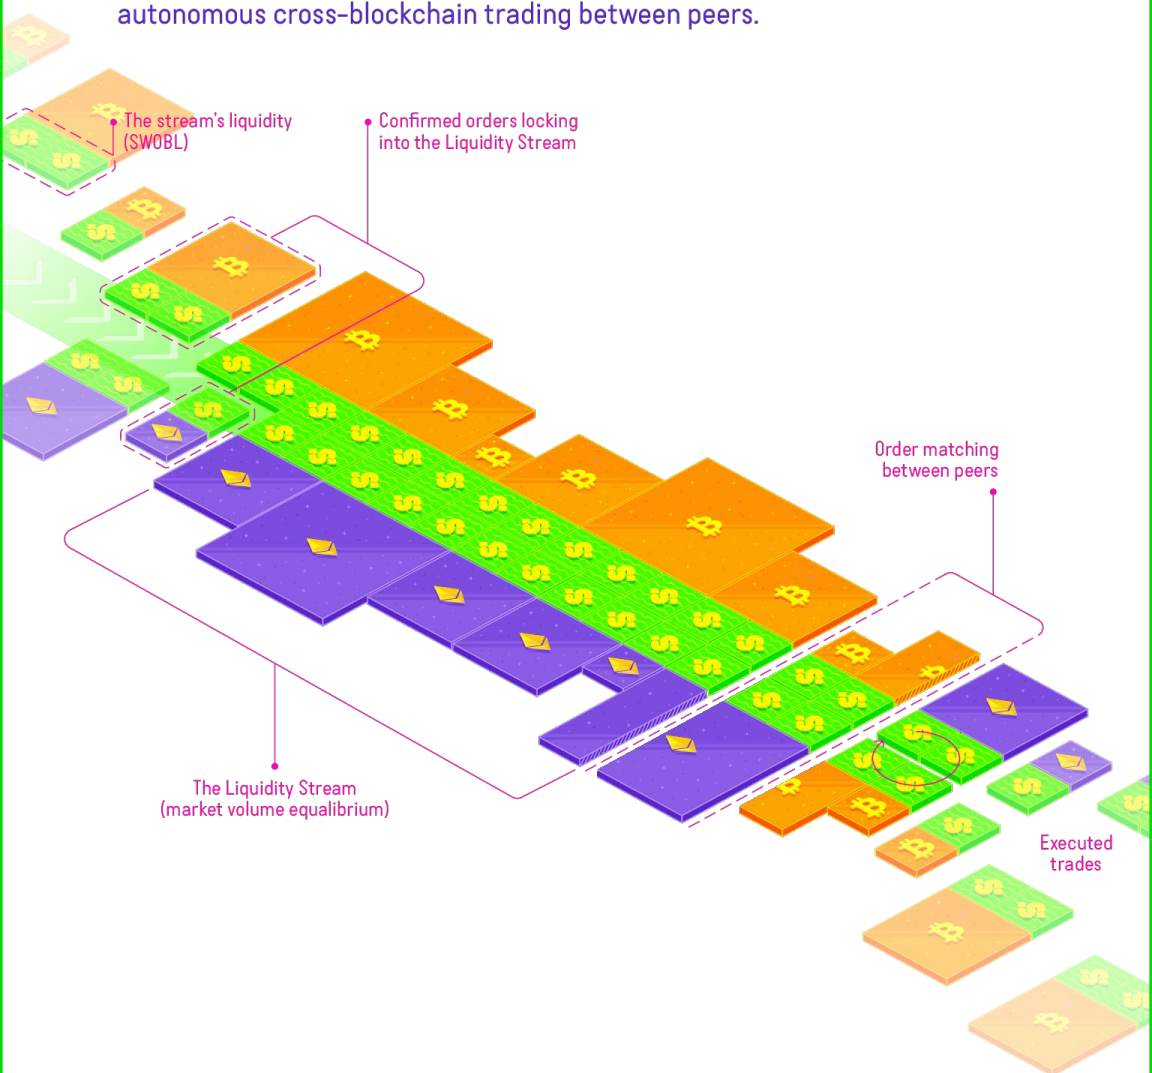 autonomous cross-blockchain trading between peers.
The stream's liquidity
(SWOBL)
Confirmed orders locking
into the Liquidity Stream
Order matching
between peers
The Liquidity Stream
(market volume equalibrium)
Executed
trades